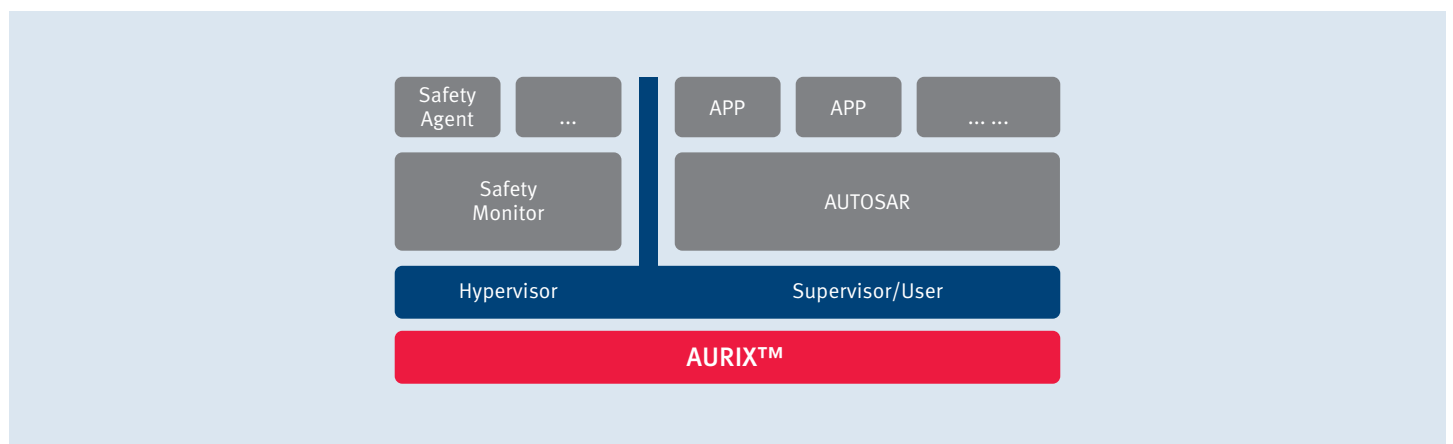 Safety
Agent
...
APP
APP
... ...
Safety
Monitor
AUTOSAR
Hypervisor
Supervisor/User
AURIX™